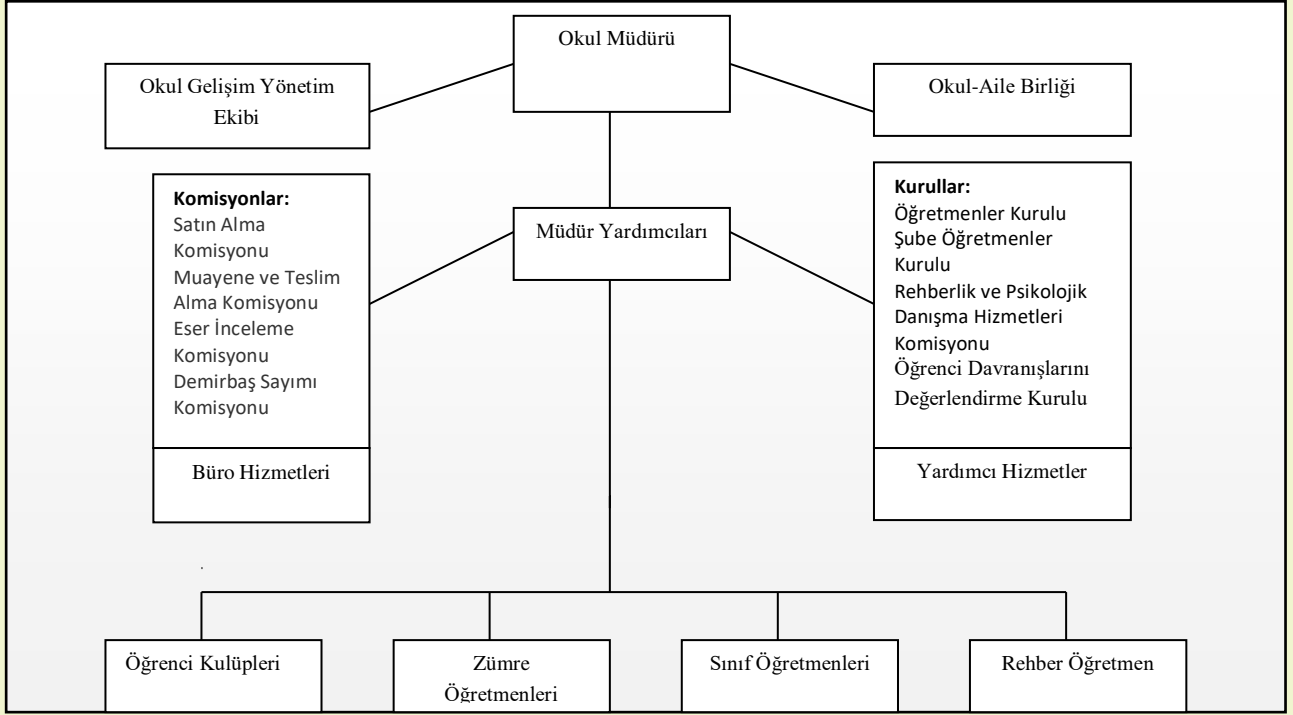 Okul Müdürü
Okul Gelişim Yönetim
Ekibi
Okul-Aile Birliği
Komisyonlar:
Satın Alma
Komisyonu
Muayene ve Teslim
Alma Komisyonu
Eser İnceleme
Komisyonu
Demirbaş Sayımı
Komisyonu
Müdür Yardımcıları
Kurullar:
Öğretmenler Kurulu
Şube Öğretmenler
Kurulu
Rehberlik ve Psikolojik
Danışma Hizmetleri
Komisyonu
Öğrenci Davranışlarını
Değerlendirme Kurulu
Büro Hizmetleri
Yardımcı Hizmetler
.
Öğrenci Kulüpleri
Zümre
Öğretmenleri
Sınıf Öğretmenleri
Rehber Öğretmen